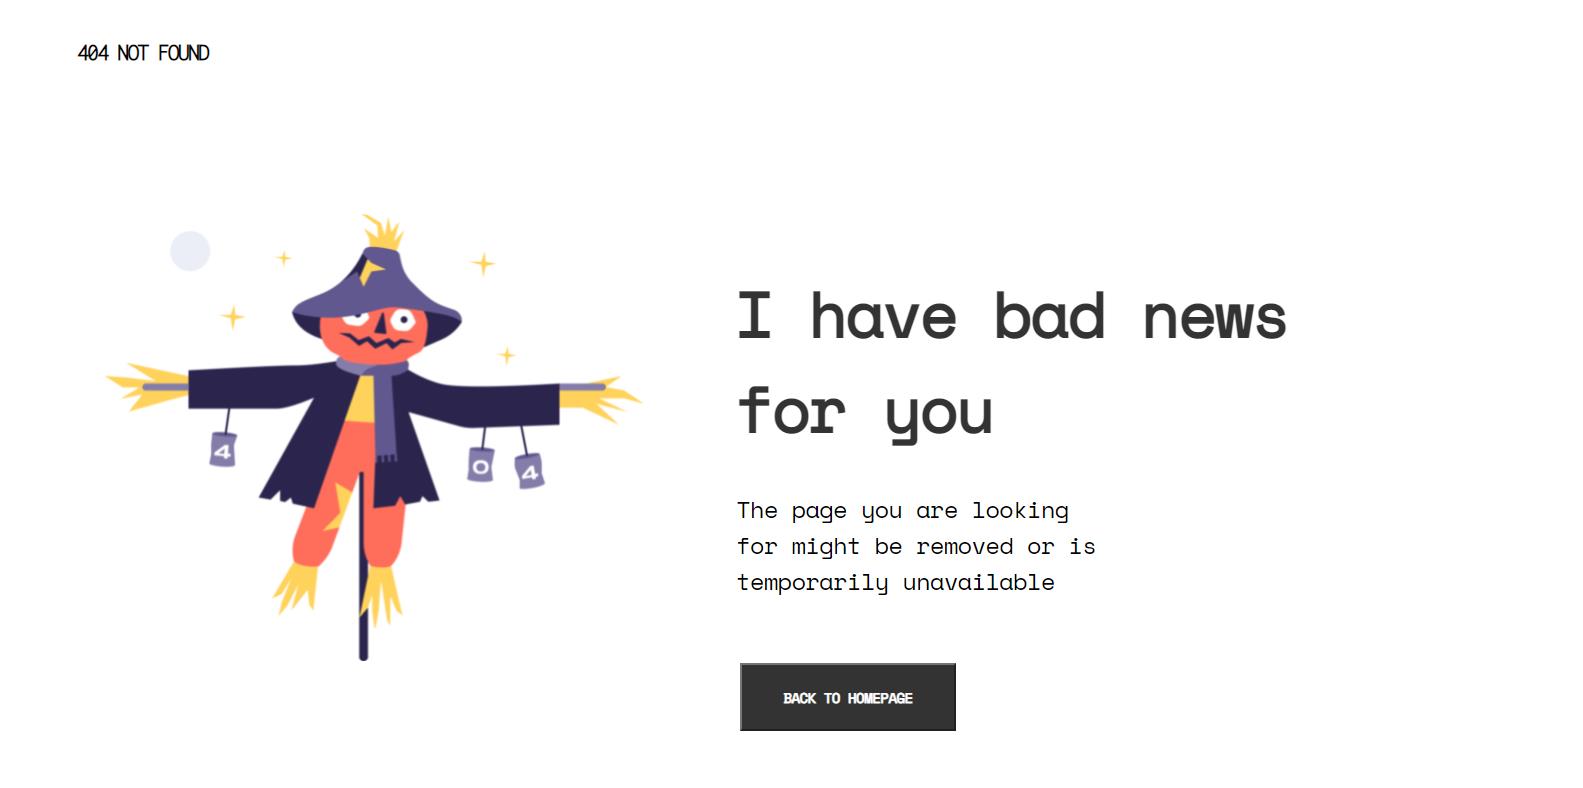 404 NOT FOUND
4
0
4
I have bad news
for you
The page you are looking
for might be removed or is
temporarily unavailable
BACK TO HOMEPAGE